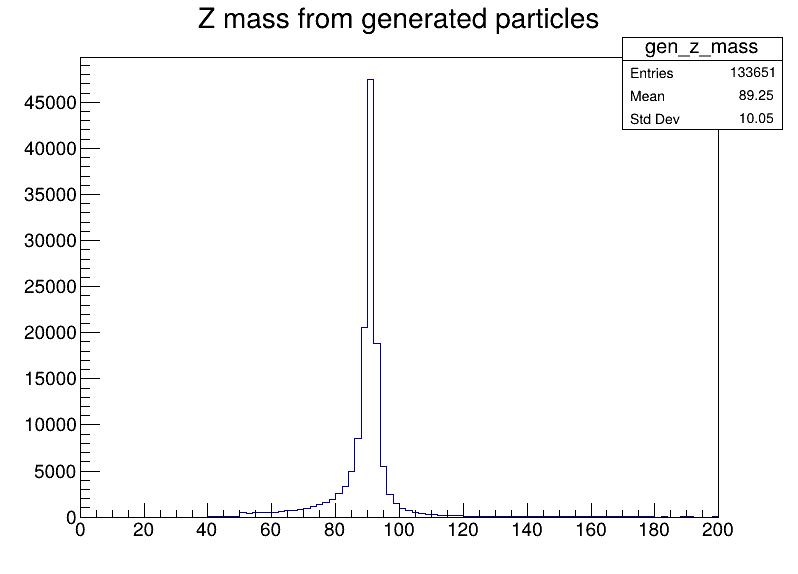 Z mass from generated particles
gen_z_mass
Entries 133651
Mean 89.25
Std Dev 10.05
45000
40000
35000
30000
25000
20000
15000
10000
5000
0
0 20 40 60 80 100 120 140 160 180 200